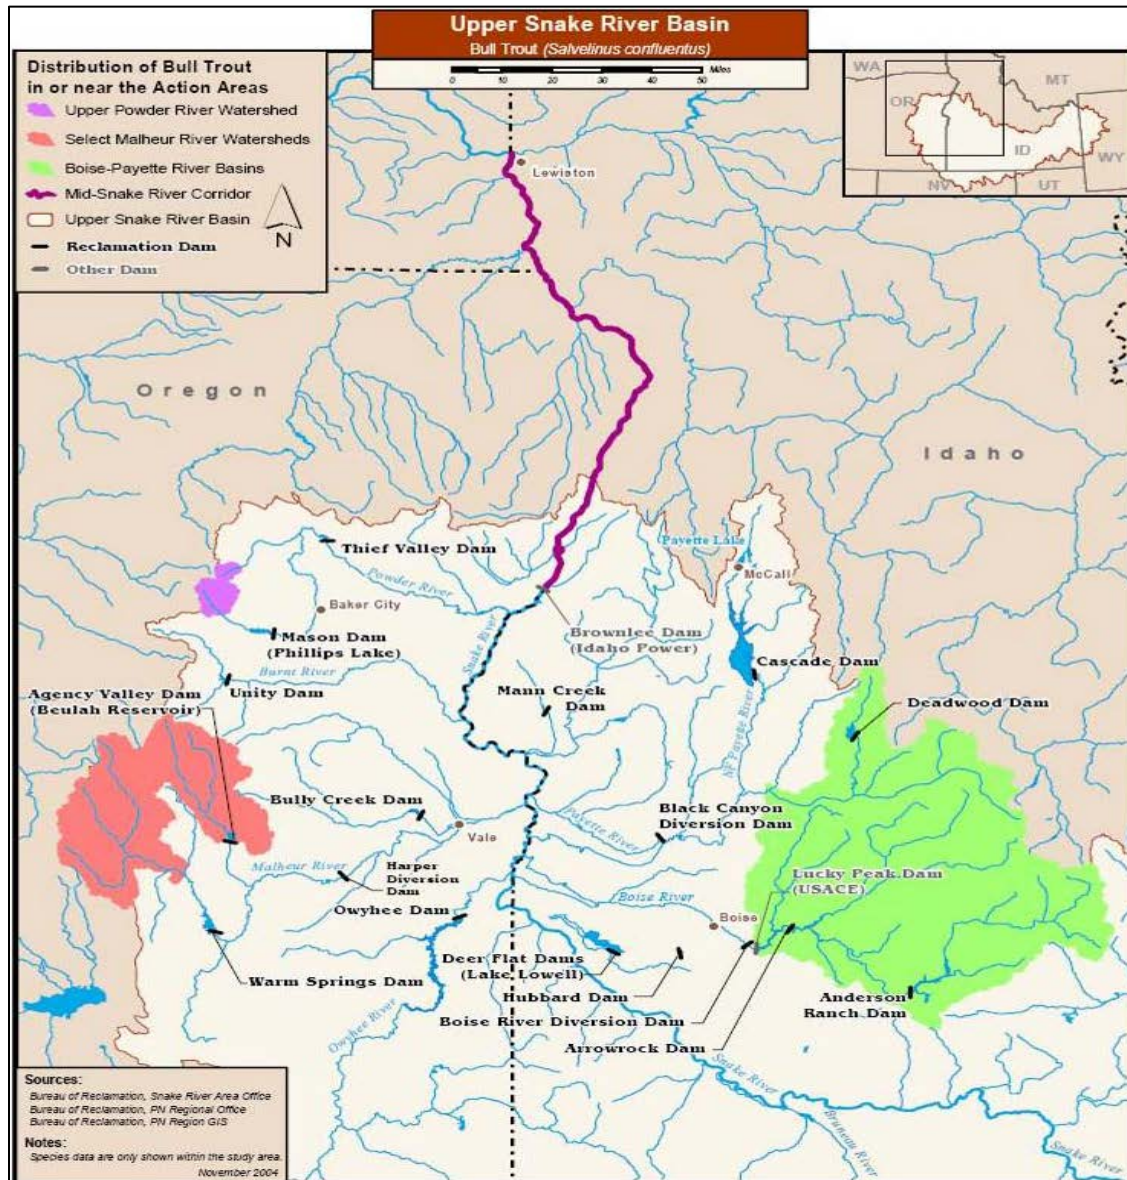 Upper Snake River Basin
Bull Trout (Salvelinus confluentus)
0 10 20 30 40 50 Miles
Distribution of Bull Trout
in or near the Action Areas
Upper Powder River Watershed
Select Malheur River Watersheds
Boise-Payette River Basins
Mid-Snake River Corridor
Upper Snake River Basin
Reclamation Dam
Other Dam
N
WA
MT
OR
ID
WY
NV
UT
Lewiston
Oregon
Idaho
Thief Valley Dam
Payette Lake
McCall
Powder River
Baker City
Mason Dam
(Phillips Lake)
Snake River
Brownlee Dam
(Idaho Power)
Cascade Dam
Burnt River
Unity Dam
Agency Valley Dam
(Beulah Reservoir)
Mann Creek
Dam
Deadwood Dam
NF Payette River
Bully Creek Dam
Vale
Payette River
Black Canyon
Diversion Dam
Malheur River
Harper
Diversion
Dam
Lucky Peak Dam
(USACE)
Owyhee Dam
Boise River
Boise
Warm Springs Dam
Deer Flat Dams
(Lake Lowell)
Hubbard Dam
Anderson
Ranch Dam
Boise River Diversion Dam
Owyhee River
Arrowrock Dam
Snake River
Bruneau River
Snake River
Sources:
Bureau of Reclamation, Snake River Area Office
Bureau of Reclamation, PN Regional Office
Bureau of Reclamation, PN Region GIS
Notes:
Species data are only shown within the study area.
November 2004